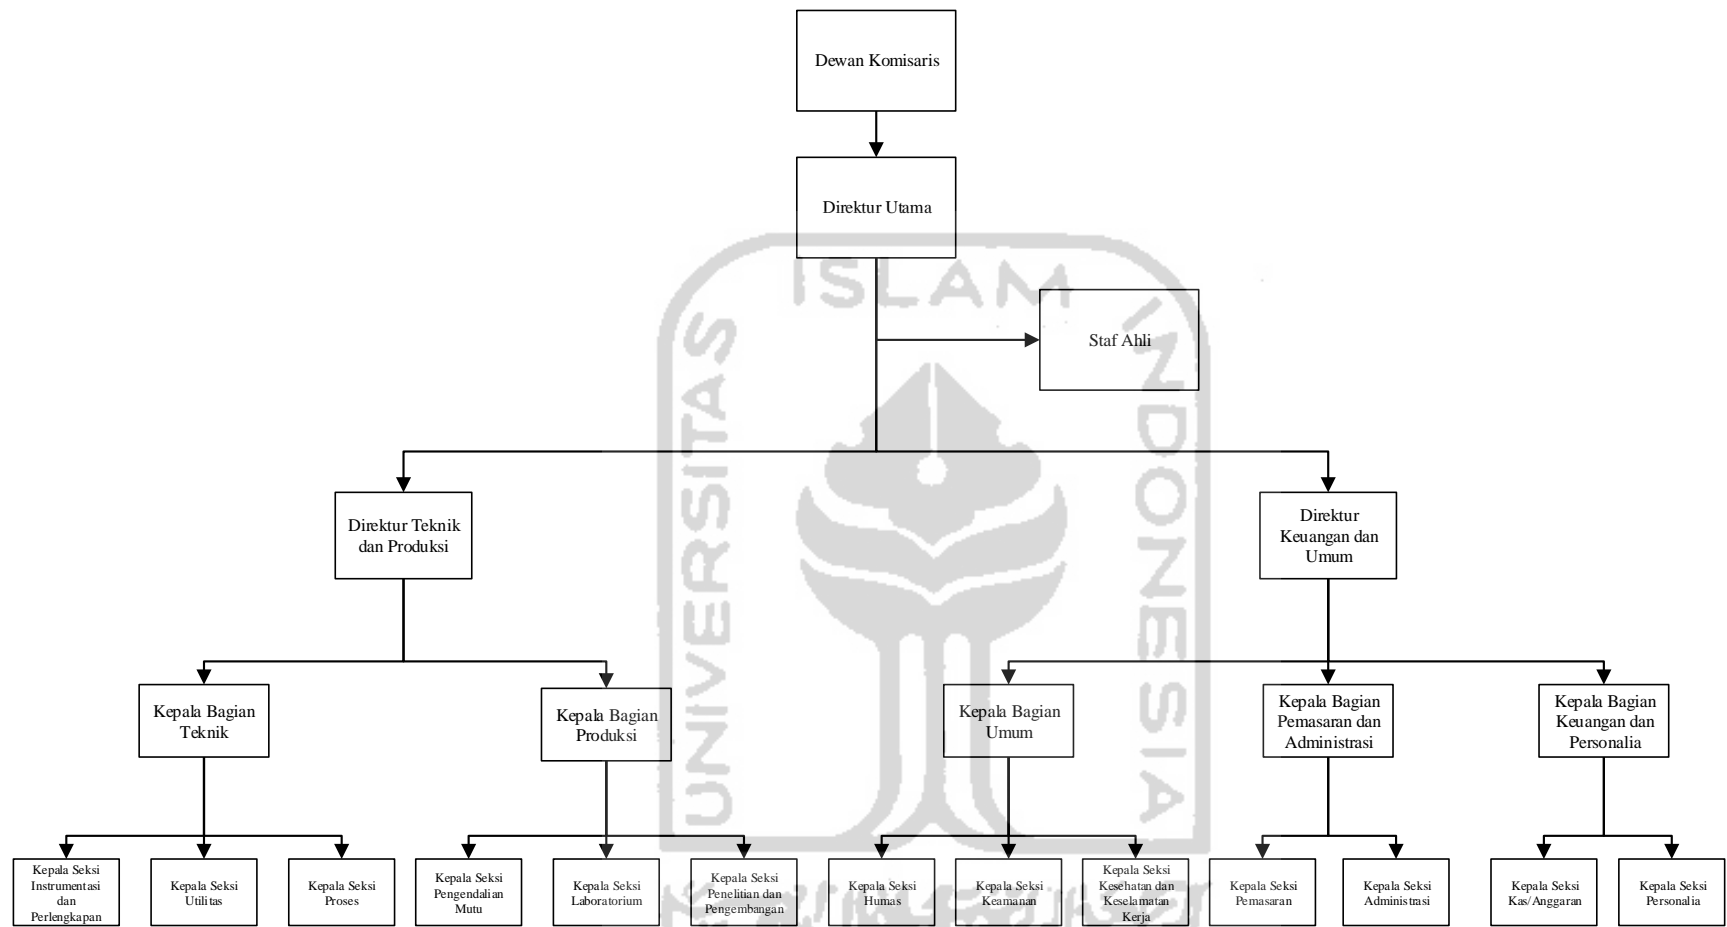 Dewan Komisaris
Direktur Utama
ISLAM
UNIVERSITAS
INDONESIA
Staf Ahli
Direktur Teknik
dan Produksi
Direktur
Keuangan dan
Umum
Kepala Bagian
Teknik
Kepala Bagian
Produksi
Kepala Bagian
Umum
Kepala Bagian
Pemasaran dan
Administrasi
Kepala Bagian
Keuangan dan
Personalia
Kepala Seksi
Instrumentasi
dan
Perlengkapan
Kepala Seksi
Utilitas
Kepala Seksi
Proses
Kepala Seksi
Pengendalian
Mutu
Kepala Seksi
Laboratorium
Kepala Seksi
Penelitian dan
Pengembangan
Kepala Seksi
Humas
Kepala Seksi
Keamanan
Kepala Seksi
Kesehatan dan
Keselamatan
Kerja
Kepala Seksi
Pemasaran
Kepala Seksi
Administrasi
Kepala Seksi
Kas/Anggaran
Kepala Seksi
Personalia